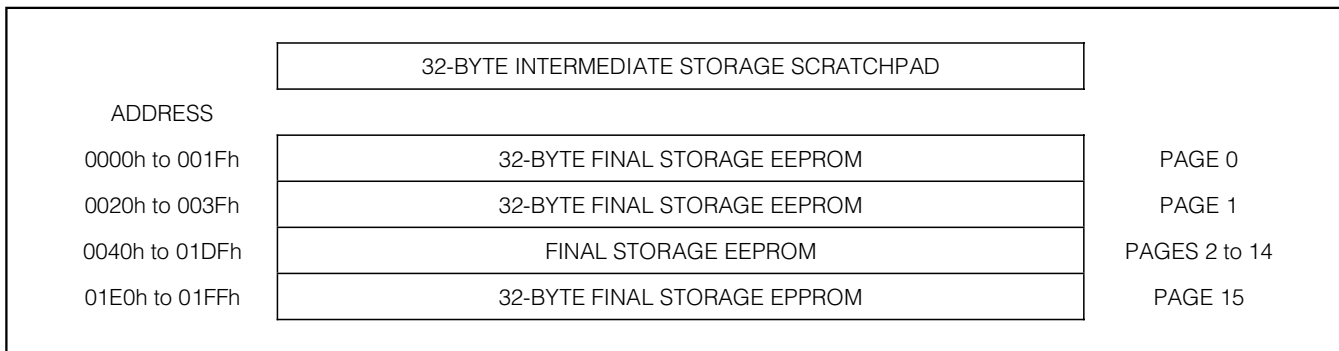 32-BYTE INTERMEDIATE STORAGE SCRATCHPAD
ADDRESS
0000h to 001Fh 32-BYTE FINAL STORAGE EEPROM PAGE 0
0020h to 003Fh 32-BYTE FINAL STORAGE EEPROM PAGE 1
0040h to 01DFh FINAL STORAGE EEPROM PAGES 2 to 14
01E0h to 01FFh 32-BYTE FINAL STORAGE EPPROM PAGE 15